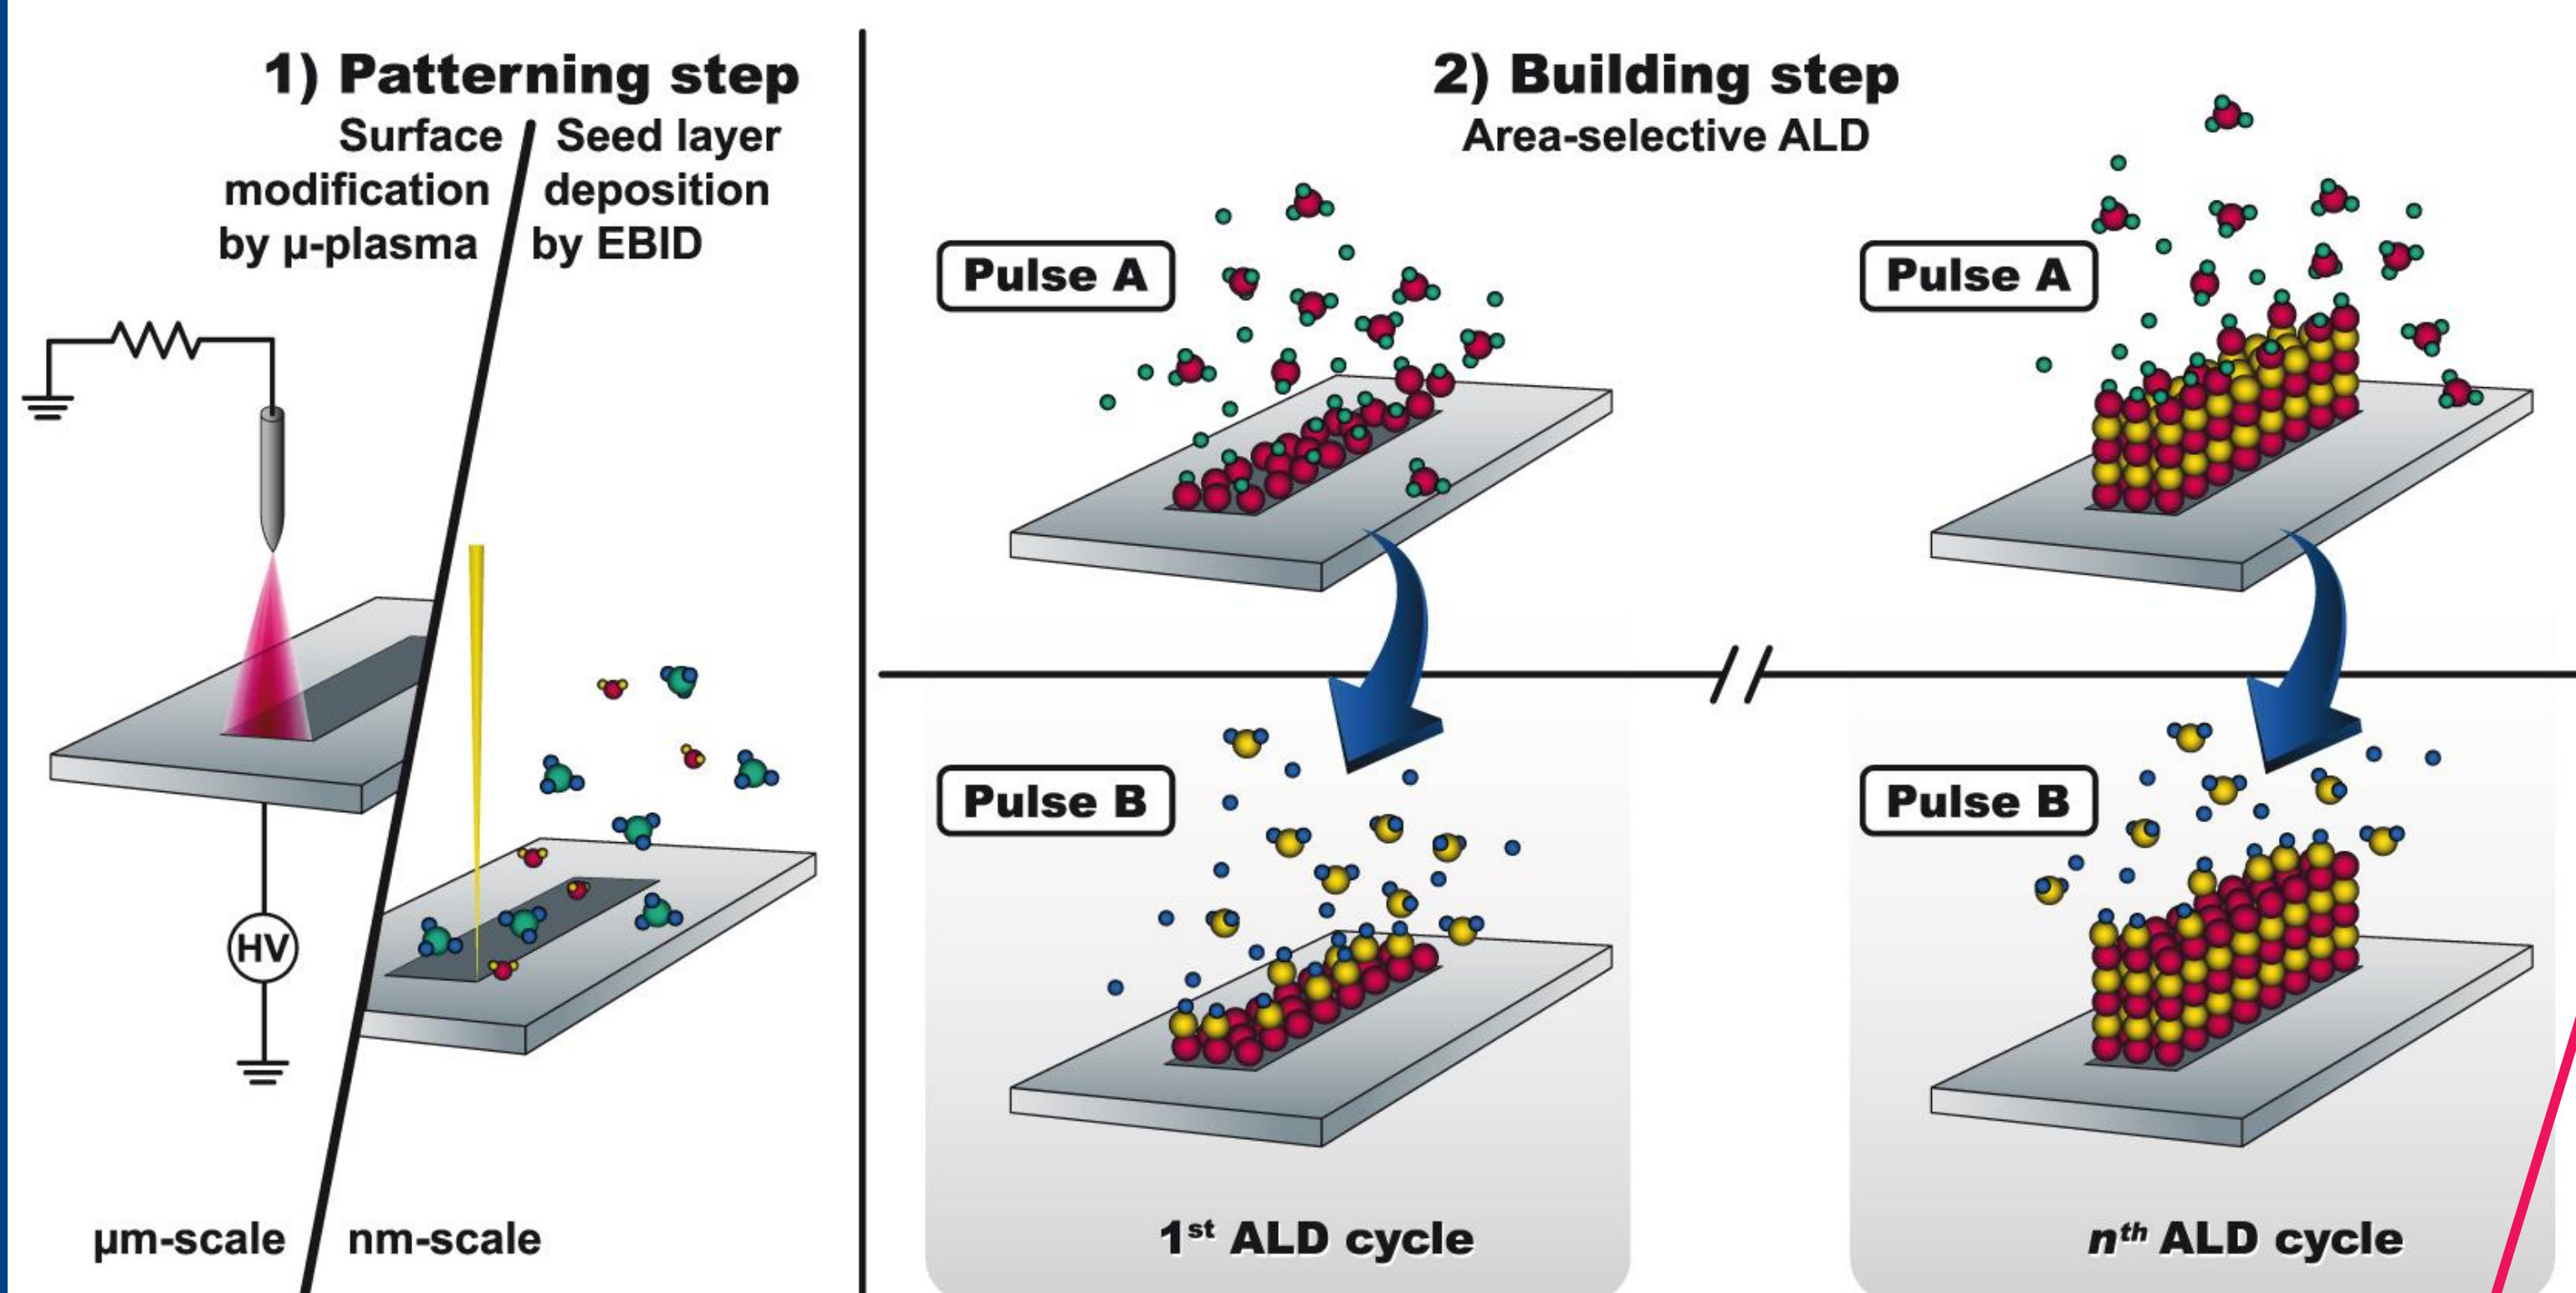 1) Patterning step
Surface
modification
by µ-plasma
Seed layer
deposition
by EBID
HV
µm-scale
nm-scale
2) Building step
Area-selective ALD
Pulse A
Pulse A
Pulse B
Pulse B
1st ALD cycle
nth ALD cycle